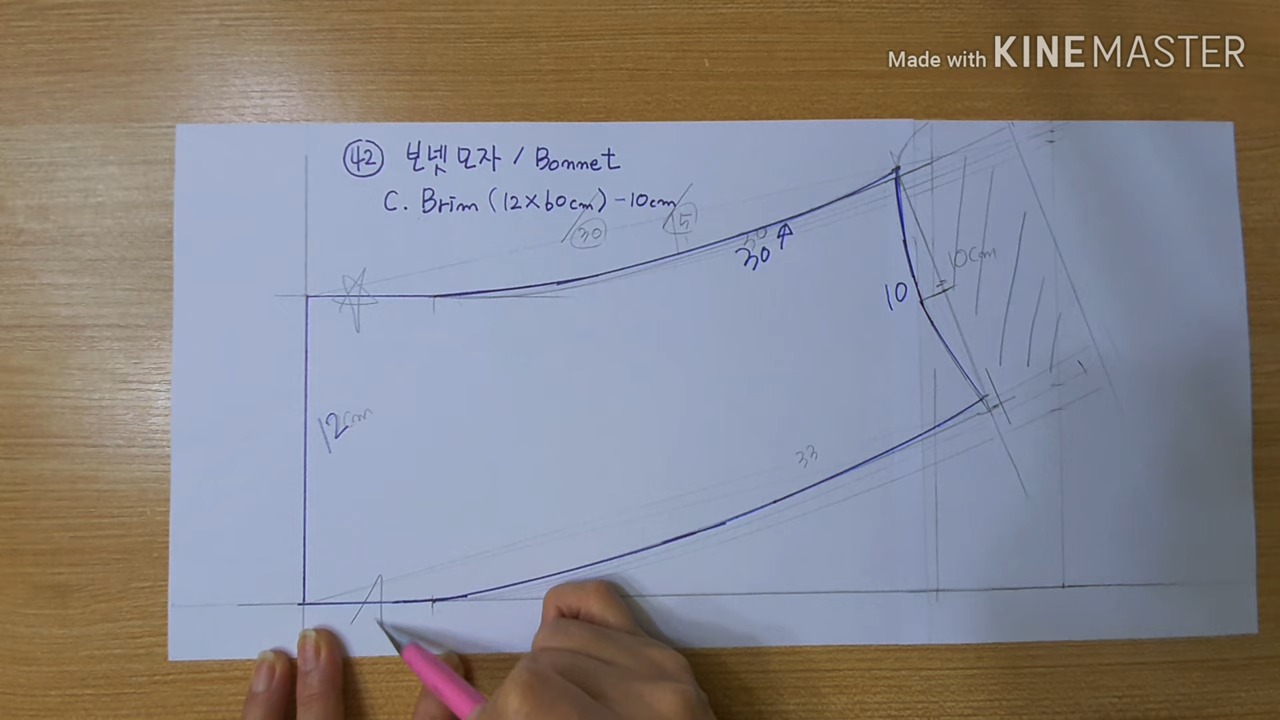 Made with KINEMASTER
42 보넷모자 / Bonnet
C. Brim (12×60cm) - 10cm
30
5
30
30
10cm
10
12cm
33